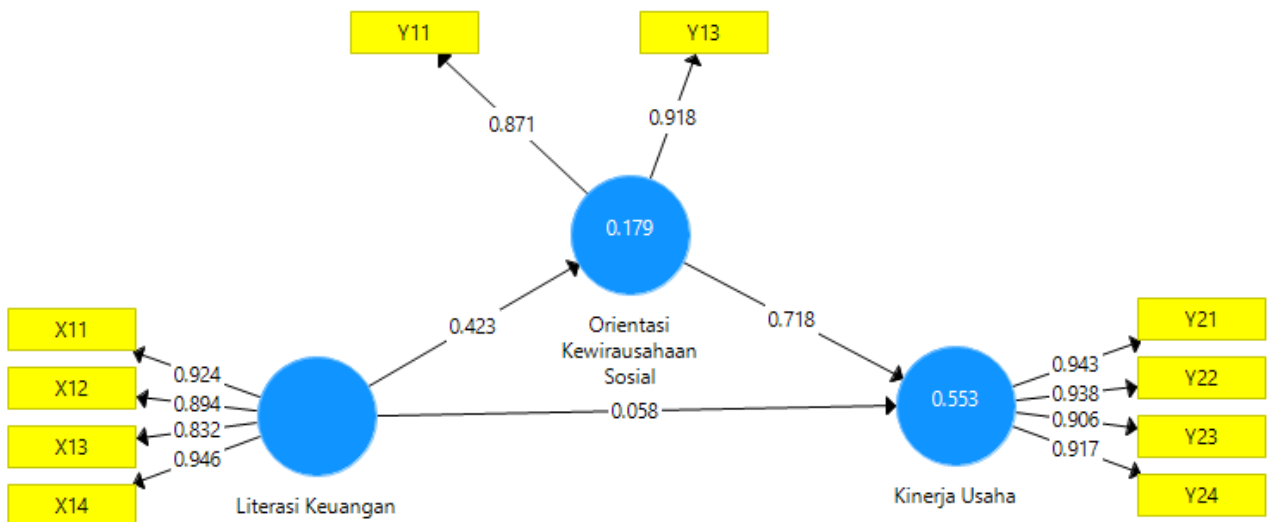 Y11
Y13
0.871
0.918
0.179
Orientasi
Kewirausahaan
Sosial
0.423
0.718
X11
X12
X13
X14
0.924
0.894
0.832
0.946
Literasi Keuangan
0.058
0.553
Kinerja Usaha
0.943
0.938
0.906
0.917
Y21
Y22
Y23
Y24